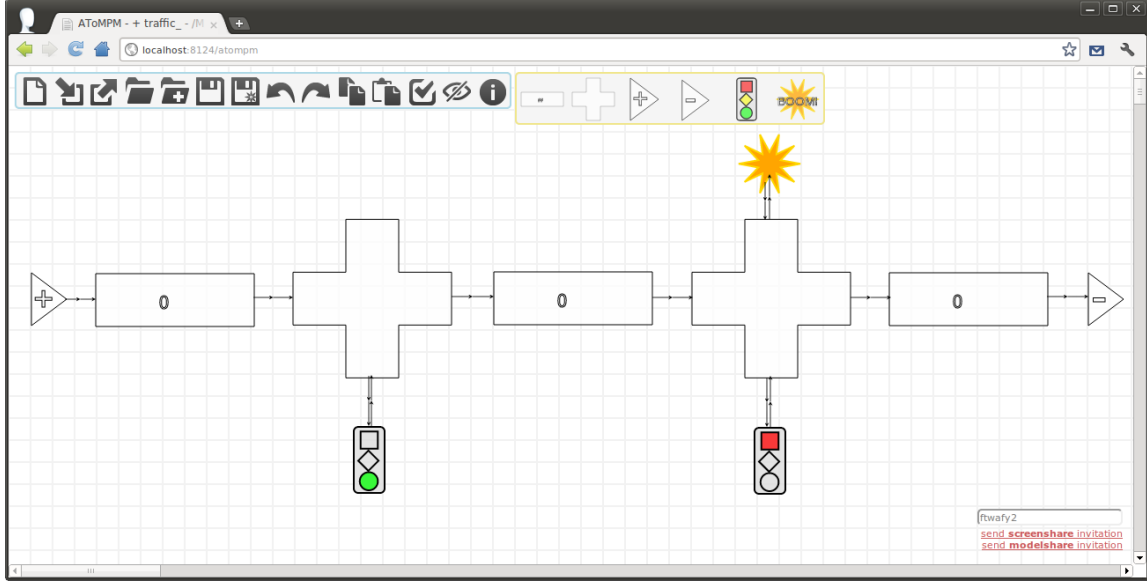 AToMPM - + traffic_ - /M
localhost:8124/atompm
BOOM!
0
0
0
ftwafy2
send screenshare invitation
send modelshare invitation